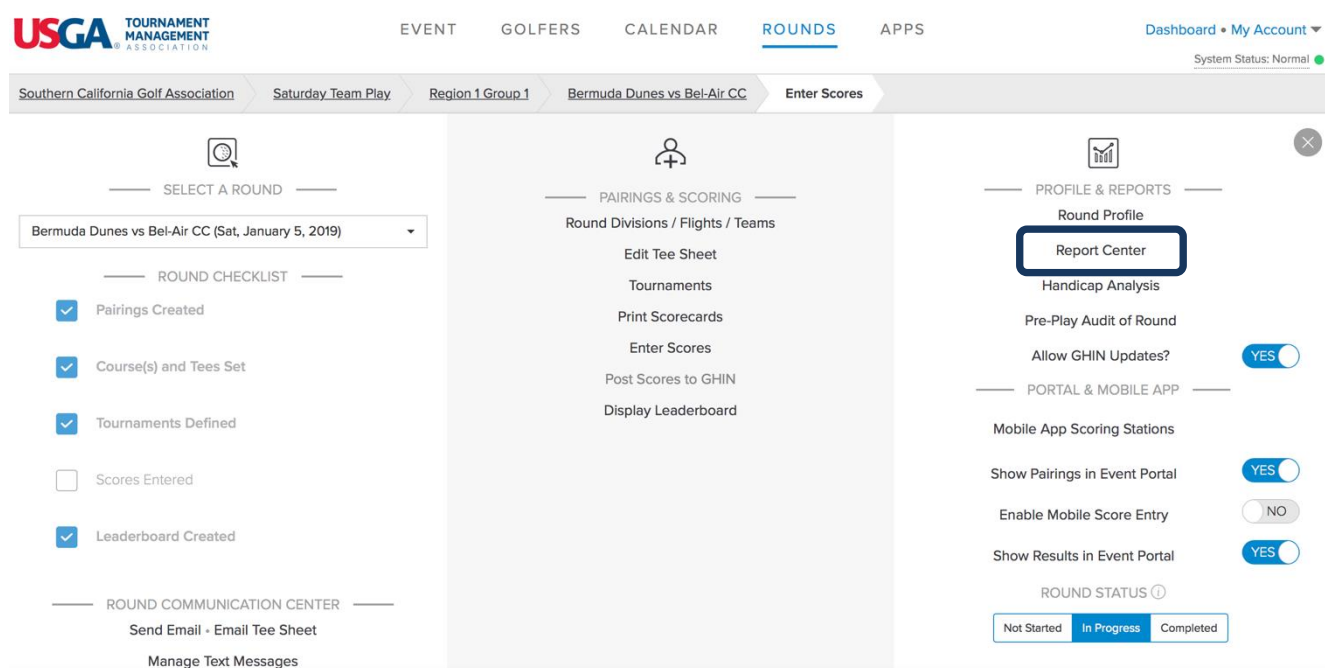 USGA® TOURNAMENT
MANAGEMENT
ASSOCIATION
EVENT GOLFERS CALENDAR ROUNDS APPS
Dashboard • My Account
System Status: Normal
Southern California Golf Association Saturday Team Play Region 1 Group 1 Bermuda Dunes vs Bel-Air CC Enter Scores
SELECT A ROUND
Bermuda Dunes vs Bel-Air CC (Sat, January 5, 2019)
ROUND CHECKLIST
Pairings Created
Course(s) and Tees Set
Tournaments Defined
Scores Entered
Leaderboard Created
ROUND COMMUNICATION CENTER
Send Email • Email Tee Sheet
Manage Text Messages
PAIRINGS & SCORING
Round Divisions / Flights / Teams
Edit Tee Sheet
Tournaments
Print Scorecards
Enter Scores
Post Scores to GHIN
Display Leaderboard
PROFILE & REPORTS
Round Profile
Report Center
Handicap Analysis
Pre-Play Audit of Round
Allow GHIN Updates? YES
PORTAL & MOBILE APP
Mobile App Scoring Stations
Show Pairings in Event Portal YES
Enable Mobile Score Entry NO
Show Results in Event Portal YES
ROUND STATUS
Not Started In Progress Completed